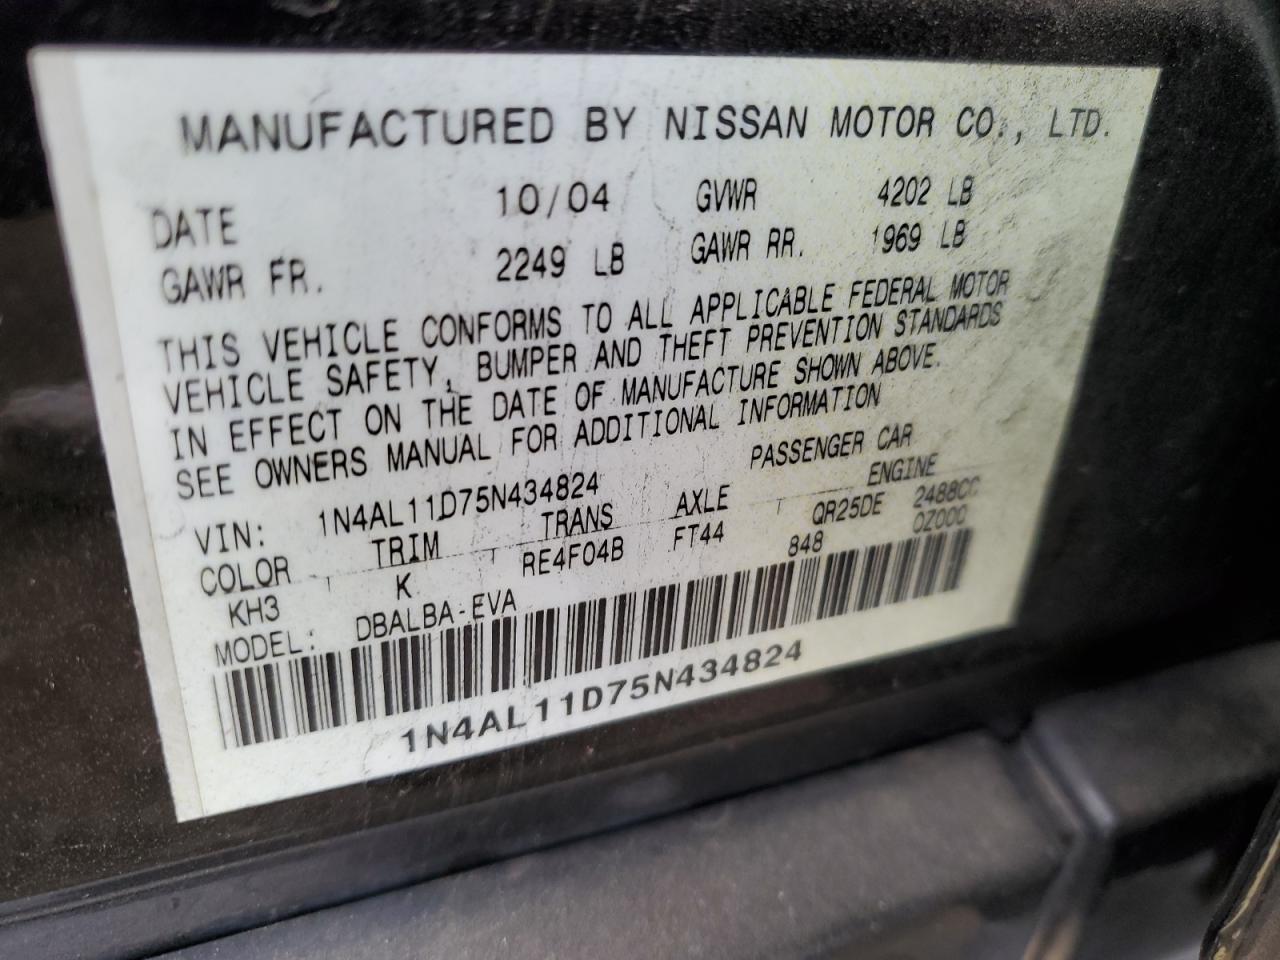 MANUFACTURED BY NISSAN MOTOR CO., LTD.
DATE 10/04 GVWR 4202 LB
GAWR FR. 2249 LB GAWR RR. 1969 LB
THIS VEHICLE CONFORMS TO ALL APPLICABLE FEDERAL MOTOR
VEHICLE SAFETY, BUMPER AND THEFT PREVENTION STANDARDS
IN EFFECT ON THE DATE OF MANUFACTURE SHOWN ABOVE.
SEE OWNERS MANUAL FOR ADDITIONAL INFORMATION
VIN: 1N4AL11D75N434824 PASSENGER CAR
COLOR TRIM TRANS AXLE ENGINE
KH3 K RE4F04B FT44 QR25DE 2488CC
MODEL: DBALBA-EVA 848 0Z000
1N4AL11D75N434824